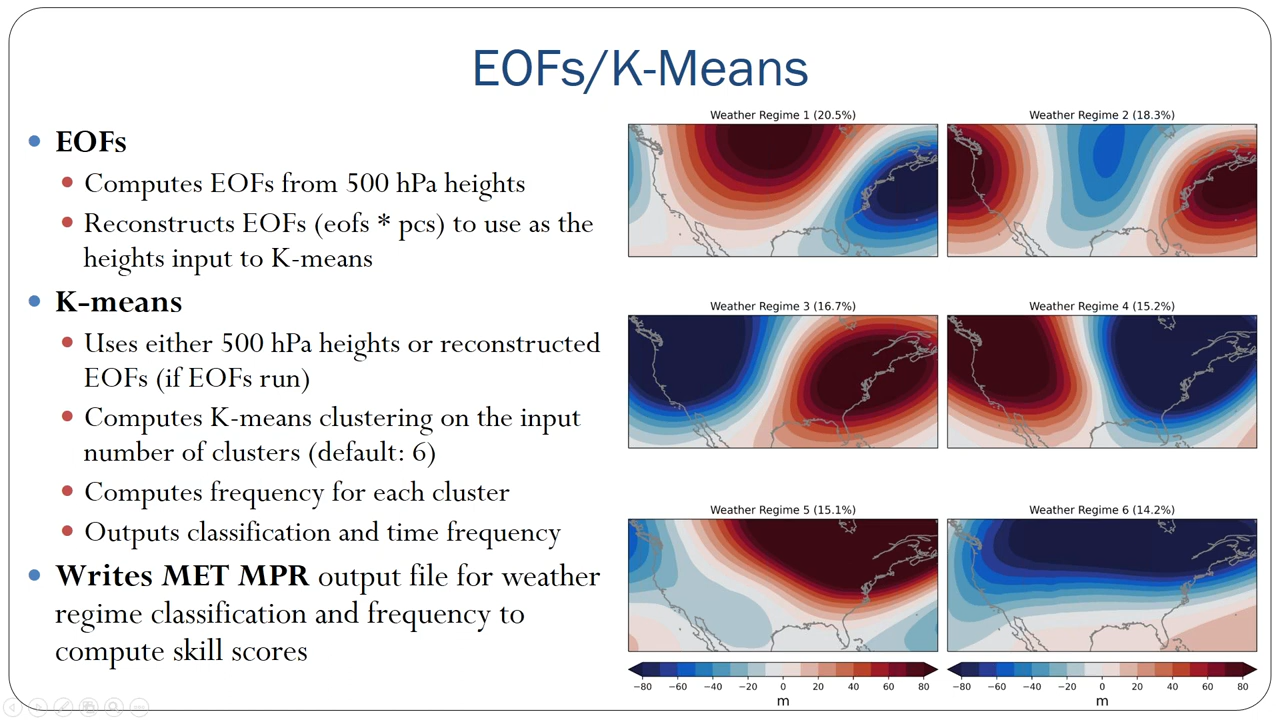 EOFs/K-Means
EOFs
Computes EOFs from 500 hPa heights
Reconstructs EOFs (eofs * pcs) to use as the
heights input to K-means
K-means
Uses either 500 hPa heights or reconstructed
EOFs (if EOFs run)
Computes K-means clustering on the input
number of clusters (default: 6)
Computes frequency for each cluster
Outputs classification and time frequency
Writes MET MPR output file for weather
regime classification and frequency to
compute skill scores
Weather Regime 1 (20.5%)
Weather Regime 2 (18.3%)
Weather Regime 3 (16.7%)
Weather Regime 4 (15.2%)
Weather Regime 5 (15.1%)
Weather Regime 6 (14.2%)
−80 −60 −40 −20 0 20 40 60 80
m
−80 −60 −40 −20 0 20 40 60 80
m